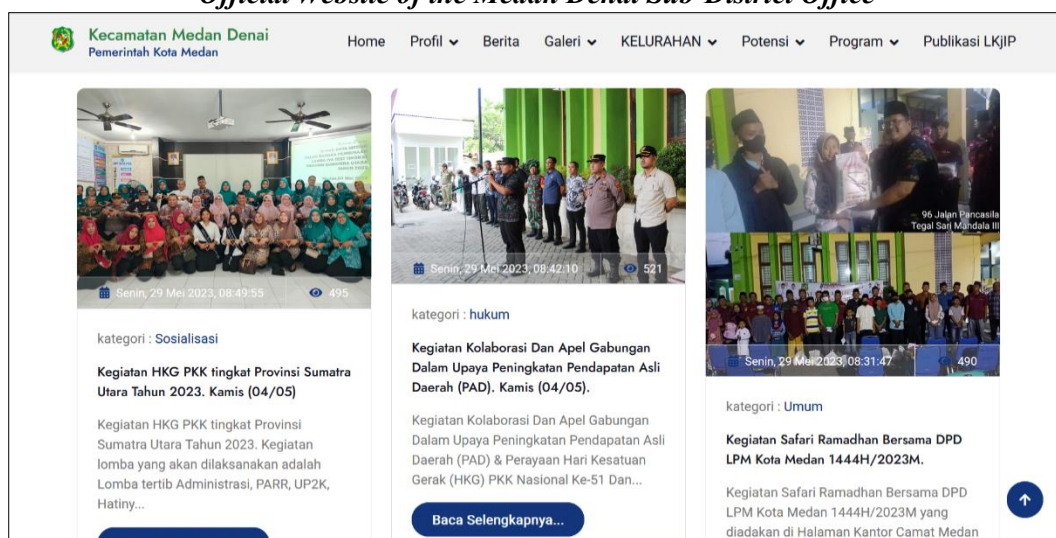 Official Website of the Medan Denai Sub-District Office
Kecamatan Medan Denai
Pemerintah Kota Medan
Home Profil Berita Galeri KELURAHAN Potensi Program Publikasi LKjIP
Senin, 29 Mei 2023, 08:49:55 495
kategori : Sosialisasi
Kegiatan HKG PKK tingkat Provinsi Sumatra
Utara Tahun 2023. Kamis (04/05)
Kegiatan HKG PKK tingkat Provinsi
Sumatra Utara Tahun 2023. Kegiatan
lomba yang akan dilaksanakan adalah
Lomba tertib Administrasi, PARR, UP2K,
Hatiny...
Senin, 29 Mei 2023, 08:42:10 521
kategori : hukum
Kegiatan Kolaborasi Dan Apel Gabungan
Dalam Upaya Peningkatan Pendapatan Asli
Daerah (PAD). Kamis (04/05).
Kegiatan Kolaborasi Dan Apel Gabungan
Dalam Upaya Peningkatan Pendapatan Asli
Daerah (PAD) & Perayaan Hari Kesatuan
Gerak (HKG) PKK Nasional Ke-51 Dan...
Baca Selengkapnya...
96 Jalan Pancasila
Tegal Sari Mandala III
Senin, 29 Mei 2023, 08:31:47 490
kategori : Umum
Kegiatan Safari Ramadhan Bersama DPD
LPM Kota Medan 1444H/2023M.
Kegiatan Safari Ramadhan Bersama DPD
LPM Kota Medan 1444H/2023M yang
diadakan di Halaman Kantor Camat Medan